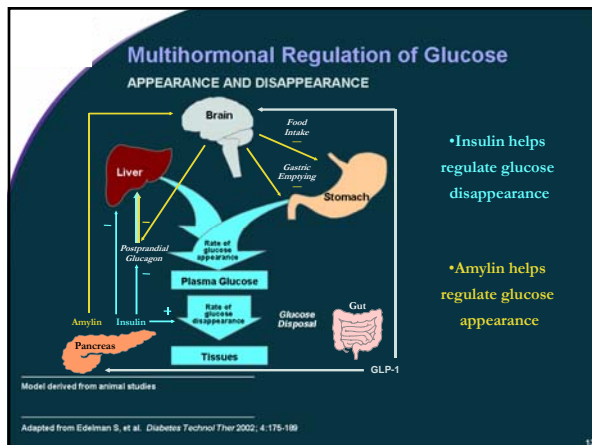 Multihormonal Regulation of Glucose
APPEARANCE AND DISAPPEARANCE
Brain
Food
Intake
—
Gastric
Emptying
—
Liver
Stomach
–
–
Postprandial
Glucagon
–
Rate of
glucose
appearance
Plasma Glucose
Rate of
glucose
disappearance
Glucose
Disposal
Gut
Amylin
Insulin
+
Pancreas
Tissues
GLP-1
•Insulin helps
regulate glucose
disappearance
•Amylin helps
regulate glucose
appearance
Model derived from animal studies
Adapted from Edelman S, et al. Diabetes Technol Ther 2002; 4:175-189